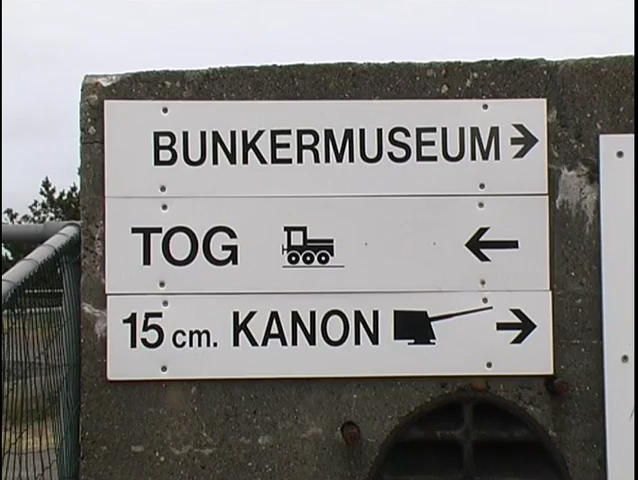 BUNKERMUSEUM →
TOG ←
15 cm. KANON →